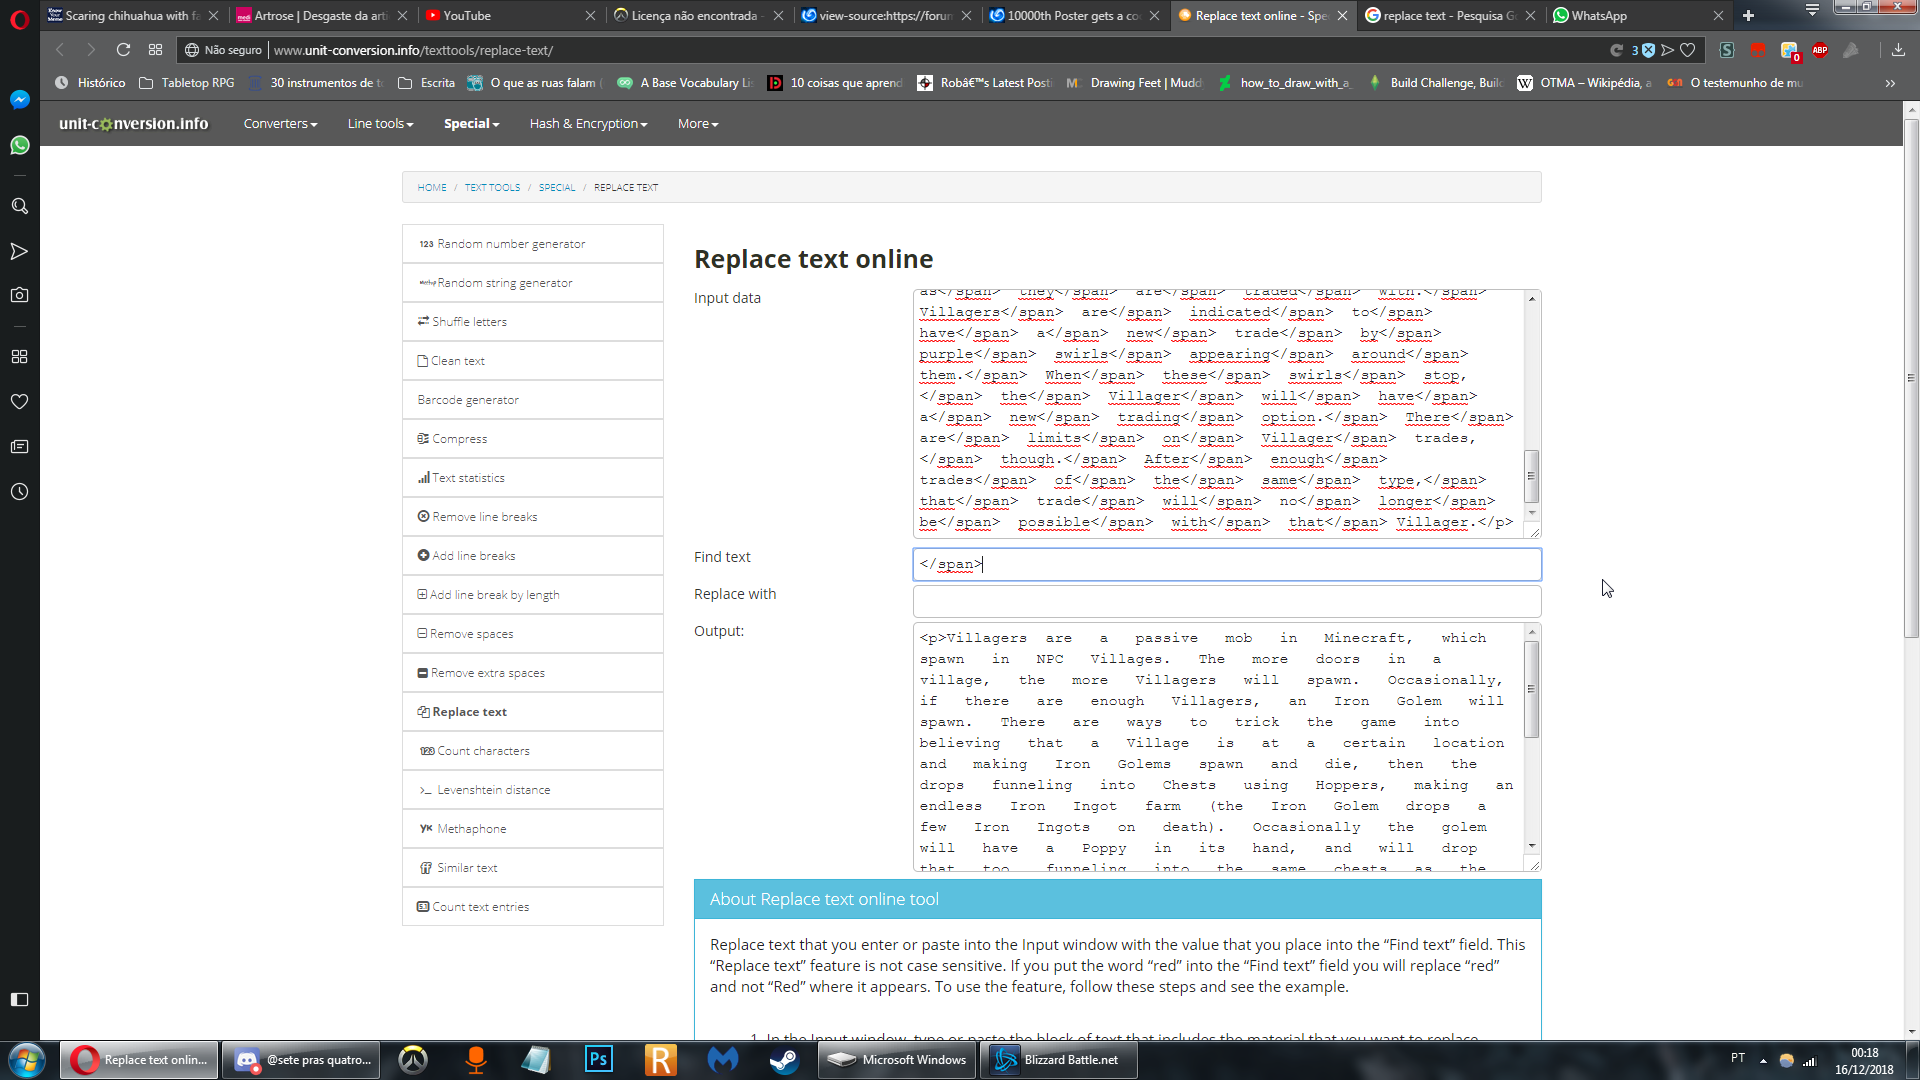 Scaring chihuahua with fa
Artrose | Desgaste da arti
YouTube
Licença não encontrada -
view-source:https://forum
10000th Poster gets a coo
Replace text online - Spe
replace text - Pesquisa Go
WhatsApp
Não seguro
www.unit-conversion.info/texttools/replace-text/
3
0
ABP
Histórico
Tabletop RPG
30 instrumentos de to
Escrita
O que as ruas falam (
A Base Vocabulary Lis
10 coisas que aprend
Robâ€™s Latest Posti
Drawing Feet | Mudd
how_to_draw_with_a_
Build Challenge, Build
OTMA – Wikipédia, a
O testemunho de mu
unit-conversion.info
Converters
Line tools
Special
Hash & Encryption
More
HOME / TEXT TOOLS / SPECIAL / REPLACE TEXT
Random number generator
Random string generator
Shuffle letters
Clean text
Barcode generator
Compress
Text statistics
Remove line breaks
Add line breaks
Add line break by length
Remove spaces
Remove extra spaces
Replace text
Count characters
Levenshtein distance
Methaphone
Similar text
Count text entries
Replace text online
Input data
as</span> they</span> are</span> traded</span> with.</span>
Villagers</span> are</span> indicated</span> to</span>
have</span> a</span> new</span> trade</span> by</span>
purple</span> swirls</span> appearing</span> around</span>
them.</span> When</span> these</span> swirls</span> stop,
</span> the</span> Villager</span> will</span> have</span>
a</span> new</span> trading</span> option.</span> There</span>
are</span> limits</span> on</span> Villager</span> trades,
</span> though.</span> After</span> enough</span>
trades</span> of</span> the</span> same</span> type,</span>
that</span> trade</span> will</span> no</span> longer</span>
be</span> possible</span> with</span> that</span> Villager.</p>
Find text
</span>
Replace with
Output:
<p>Villagers are a passive mob in Minecraft, which
spawn in NPC Villages. The more doors in a
village, the more Villagers will spawn. Occasionally,
if there are enough Villagers, an Iron Golem will
spawn. There are ways to trick the game into
believing that a Village is at a certain location
and making Iron Golems spawn and die, then the
drops funneling into Chests using Hoppers, making an
endless Iron Ingot farm (the Iron Golem drops a
few Iron Ingots on death). Occasionally the golem
will have a Poppy in its hand, and will drop
that too, funneling into the same chests as the
About Replace text online tool
Replace text that you enter or paste into the Input window with the value that you place into the “Find text” field. This
“Replace text” feature is not case sensitive. If you put the word “red” into the “Find text” field you will replace “red”
and not “Red” where it appears. To use the feature, follow these steps and see the example.
1. In the Input window, type or paste the block of text that includes the material that you want to replace.
Replace text onlin...
@sete pras quatro...
Ps
R
Microsoft Windows
Blizzard Battle.net
PT
00:18
16/12/2018